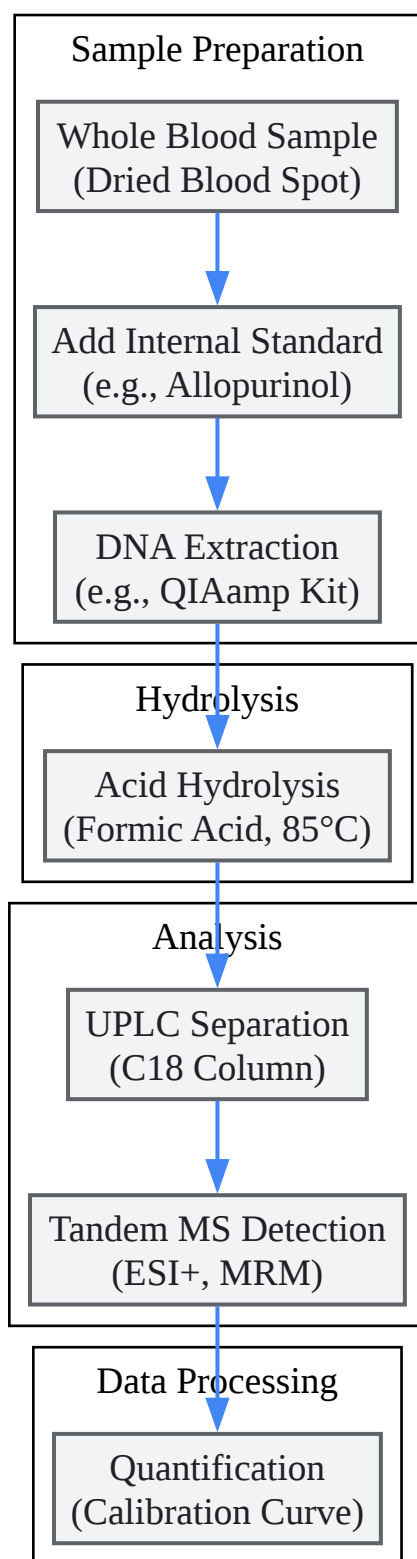 Sample Preparation
Whole Blood Sample
(Dried Blood Spot)
Add Internal Standard
(e.g., Allopurinol)
DNA Extraction
(e.g., QIAamp Kit)
Hydrolysis
Acid Hydrolysis
(Formic Acid, 85°C)
Analysis
UPLC Separation
(C18 Column)
Tandem MS Detection
(ESI+, MRM)
Data Processing
Quantification
(Calibration Curve)